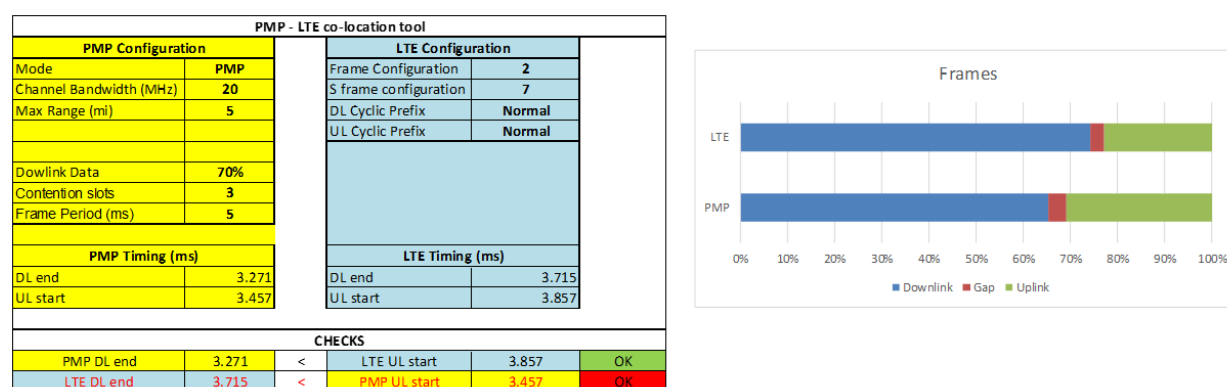 PMP - LTE co-location tool
PMP Configuration LTE Configuration
Mode PMP Frame Configuration 2
Channel Bandwidth (MHz) 20 S frame configuration 7
Max Range (mi) 5 DL Cyclic Prefix Normal
UL Cyclic Prefix Normal
Dowlink Data 70%
Contention slots 3
Frame Period (ms) 5
PMP Timing (ms) LTE Timing (ms)
DL end 3.271 DL end 3.715
UL start 3.457 UL start 3.857
CHECKS
PMP DL end 3.271 < LTE UL start 3.857 OK
LTE DL end 3.715 < PMP UL start 3.457 OK
Frames
LTE
PMP
0% 10% 20% 30% 40% 50% 60% 70% 80% 90% 100%
Downlink Gap Uplink